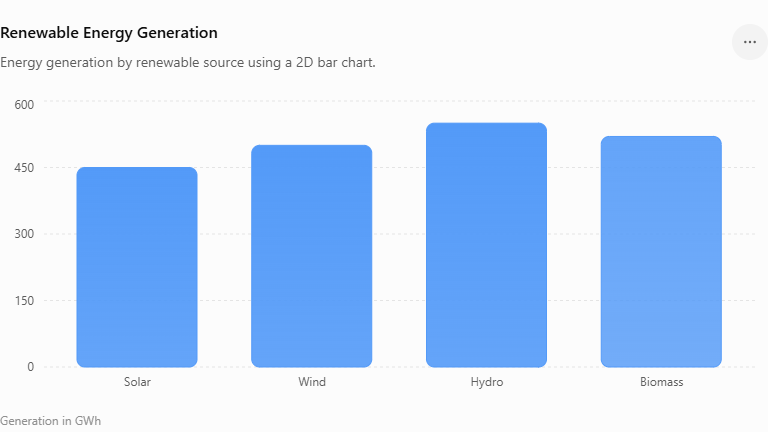 Renewable Energy Generation
Energy generation by renewable source using a 2D bar chart.
600
450
300
150
0
Solar Wind Hydro Biomass
Generation in GWh